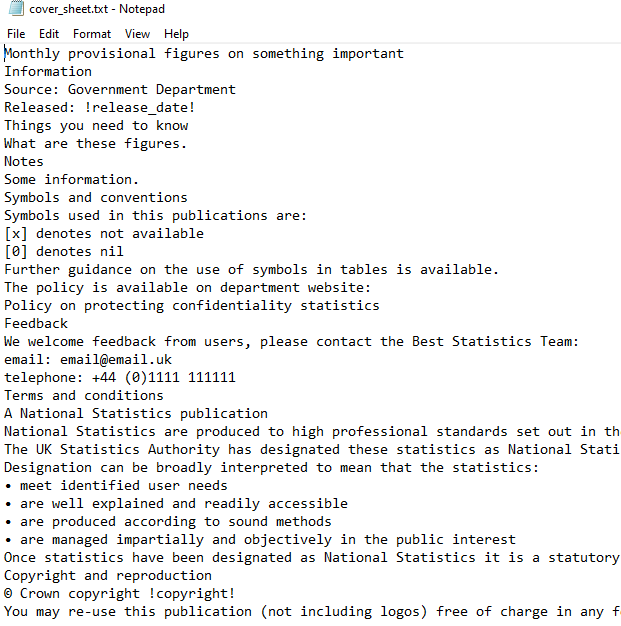 cover_sheet.txt - Notepad
File Edit Format View Help
Monthly provisional figures on something important
Information
Source: Government Department
Released: !release_date!
Things you need to know
What are these figures.
Notes
Some information.
Symbols and conventions
Symbols used in this publications are:
[x] denotes not available
[0] denotes nil
Further guidance on the use of symbols in tables is available.
The policy is available on department website:
Policy on protecting confidentiality statistics
Feedback
We welcome feedback from users, please contact the Best Statistics Team:
email: email@email.uk
telephone: +44 (0)1111 111111
Terms and conditions
A National Statistics publication
National Statistics are produced to high professional standards set out in th
The UK Statistics Authority has designated these statistics as National Stati
Designation can be broadly interpreted to mean that the statistics:
• meet identified user needs
• are well explained and readily accessible
• are produced according to sound methods
• are managed impartially and objectively in the public interest
Once statistics have been designated as National Statistics it is a statutory
Copyright and reproduction
© Crown copyright !copyright!
You may re-use this publication (not including logos) free of charge in any f